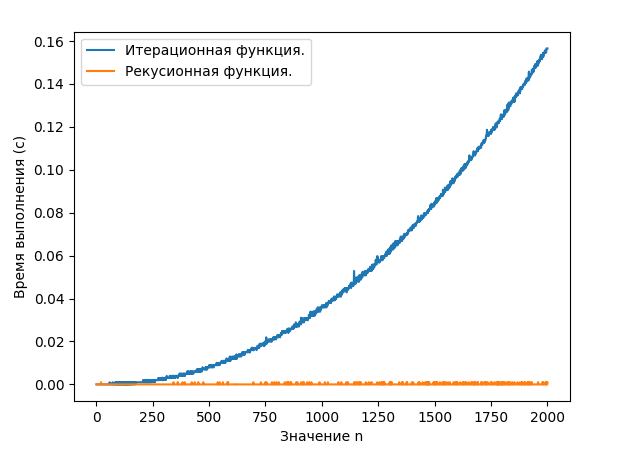 Итерационная функция.
Рекусионная функция.
Время выполнения (с)
0.16
0.14
0.12
0.10
0.08
0.06
0.04
0.02
0.00
0 250 500 750 1000 1250 1500 1750 2000
Значение n